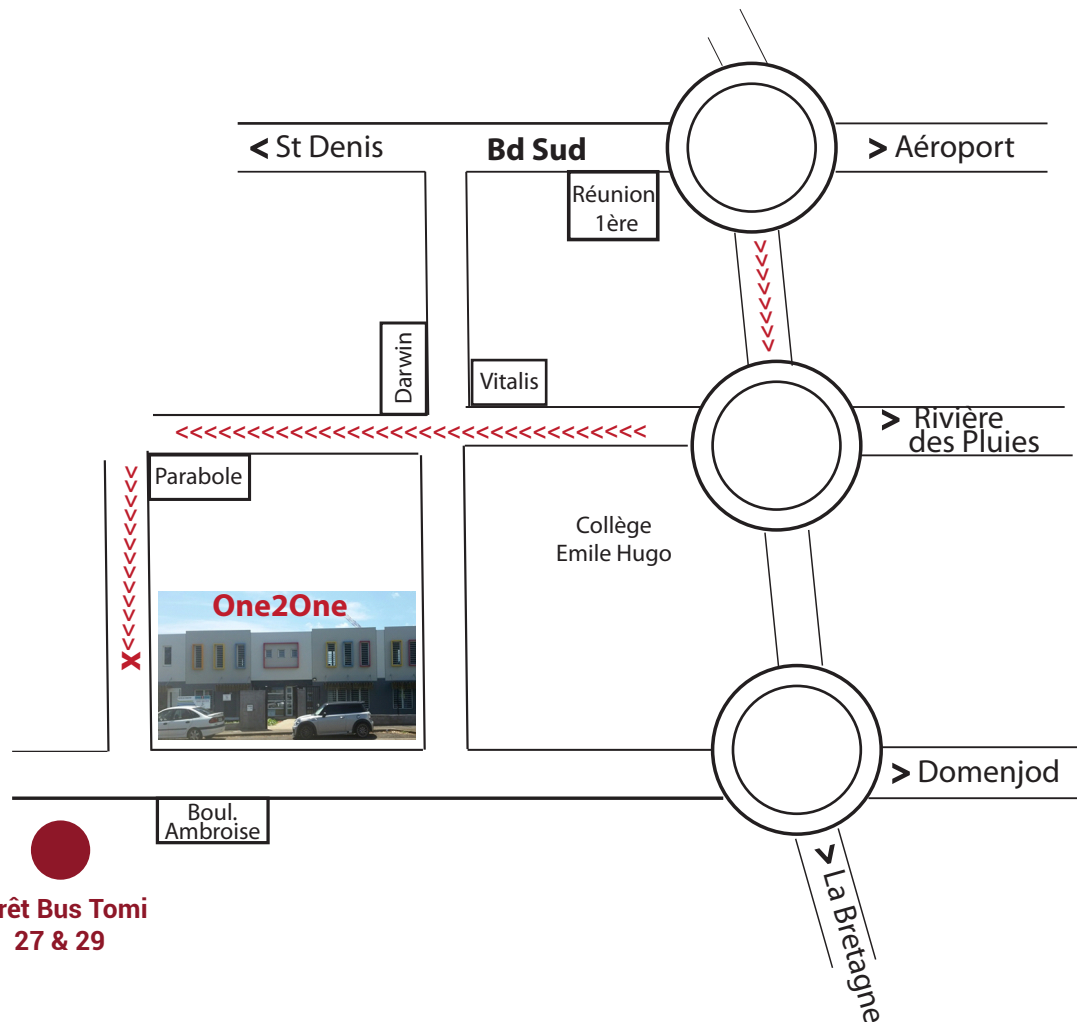 < St Denis
Bd Sud
> Aéroport
Réunion
1ère
Darwin
Vitalis
> Rivière
des Pluies
Parabole
Collège
Emile Hugo
One2One
X
> Domenjod
Boul.
Ambroise
rêt Bus Tomi
27 & 29
> La Bretagne